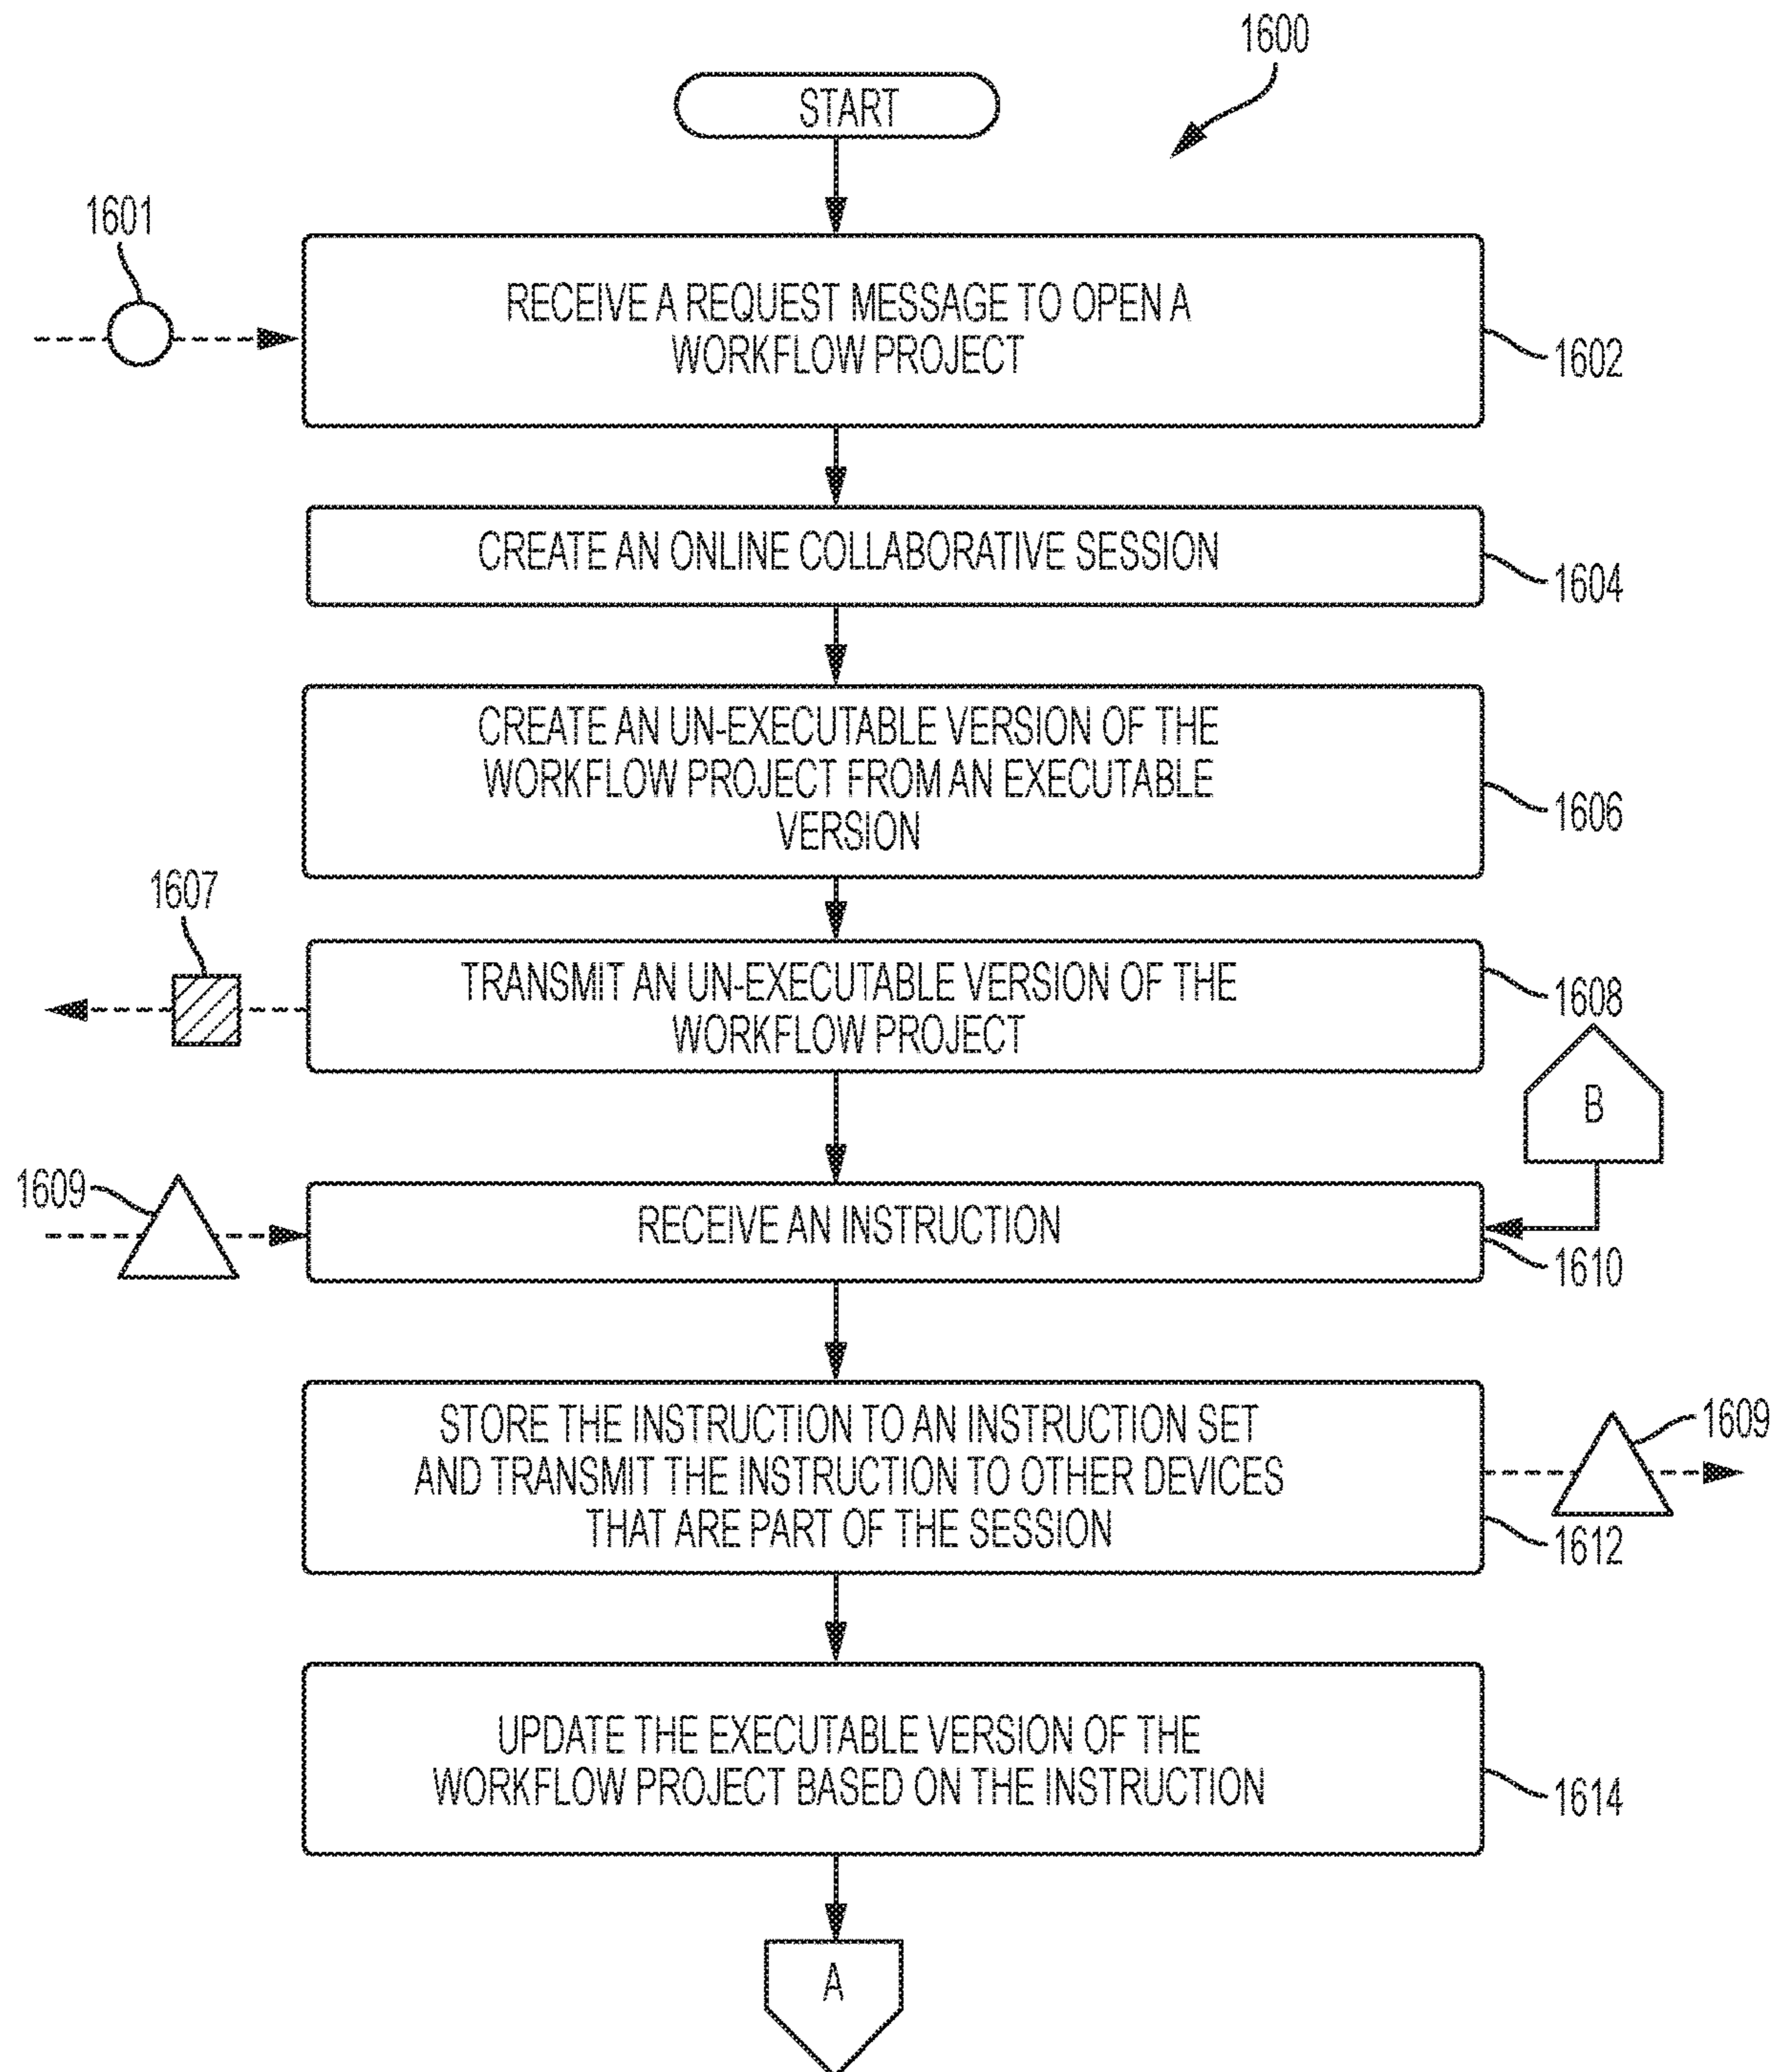 1600
START
1601
RECEIVE A REQUEST MESSAGE TO OPEN A
WORKFLOW PROJECT
1602
CREATE AN ONLINE COLLABORATIVE SESSION
1604
CREATE AN UN-EXECUTABLE VERSION OF THE
WORKFLOW PROJECT FROM AN EXECUTABLE
VERSION
1606
1607
TRANSMIT AN UN-EXECUTABLE VERSION OF THE
WORKFLOW PROJECT
1608
B
1609
RECEIVE AN INSTRUCTION
1610
STORE THE INSTRUCTION TO AN INSTRUCTION SET
AND TRANSMIT THE INSTRUCTION TO OTHER DEVICES
THAT ARE PART OF THE SESSION
1609
1612
UPDATE THE EXECUTABLE VERSION OF THE
WORKFLOW PROJECT BASED ON THE INSTRUCTION
1614
A